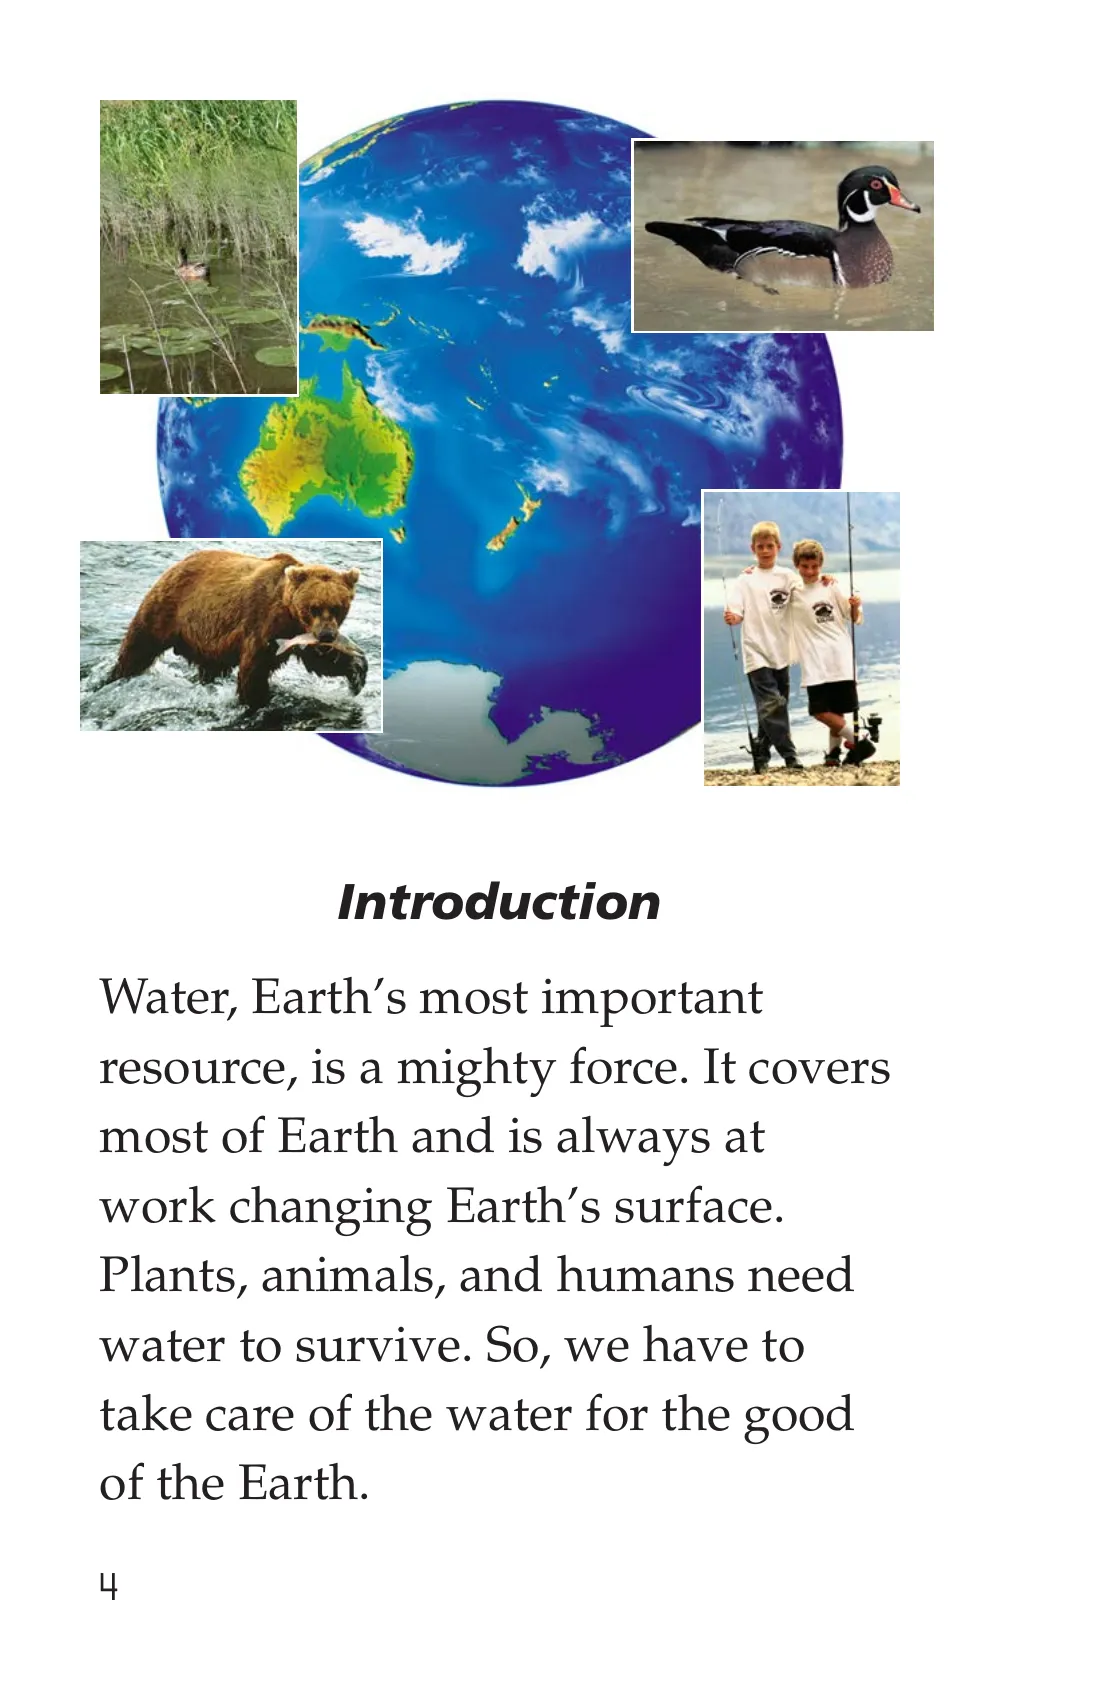 Introduction
Water, Earth’s most important
resource, is a mighty force. It covers
most of Earth and is always at
work changing Earth’s surface.
Plants, animals, and humans need
water to survive. So, we have to
take care of the water for the good
of the Earth.
4